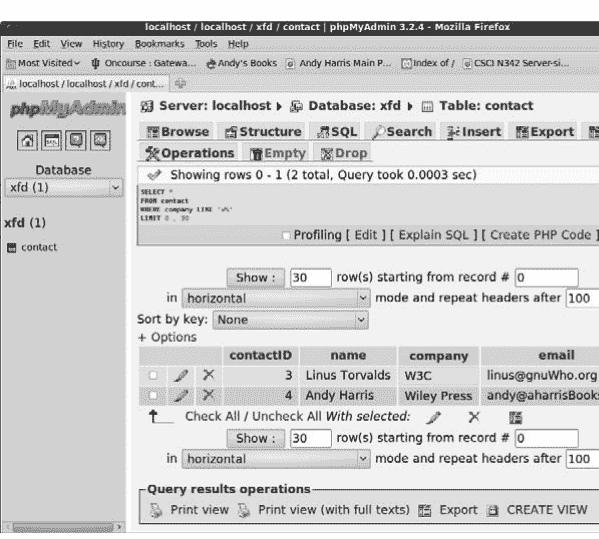 localhost / localhost / xfd / contact | phpMyAdmin 3.2.4 - Mozilla Firefox
File Edit View History Bookmarks Tools Help
Most Visited Oncourse : Gatewa... Andy's Books Andy Harris Main P... Index of / CSCI N342 Server-si...
localhost / localhost / xfd / cont...
phpMyAdmin
Server: localhost Database: xfd Table: contact
Browse Structure SQL Search Insert Export
Operations Empty Drop
Database
xfd (1)
xfd (1)
contact
Showing rows 0 - 1 (2 total, Query took 0.0003 sec)
SELECT *
FROM contact
WHERE company LIKE 'W%'
LIMIT 0 , 30
Profiling [ Edit ] [ Explain SQL ] [ Create PHP Code ]
Show : 30 row(s) starting from record # 0
in horizontal mode and repeat headers after 100
Sort by key: None
+ Options
contactID name company email
3 Linus Torvalds W3C linus@gnuWho.org
4 Andy Harris Wiley Press andy@aharrisBooks
Check All / Uncheck All With selected:
Show : 30 row(s) starting from record # 0
in horizontal mode and repeat headers after 100
Query results operations
Print view Print view (with full texts) Export CREATE VIEW